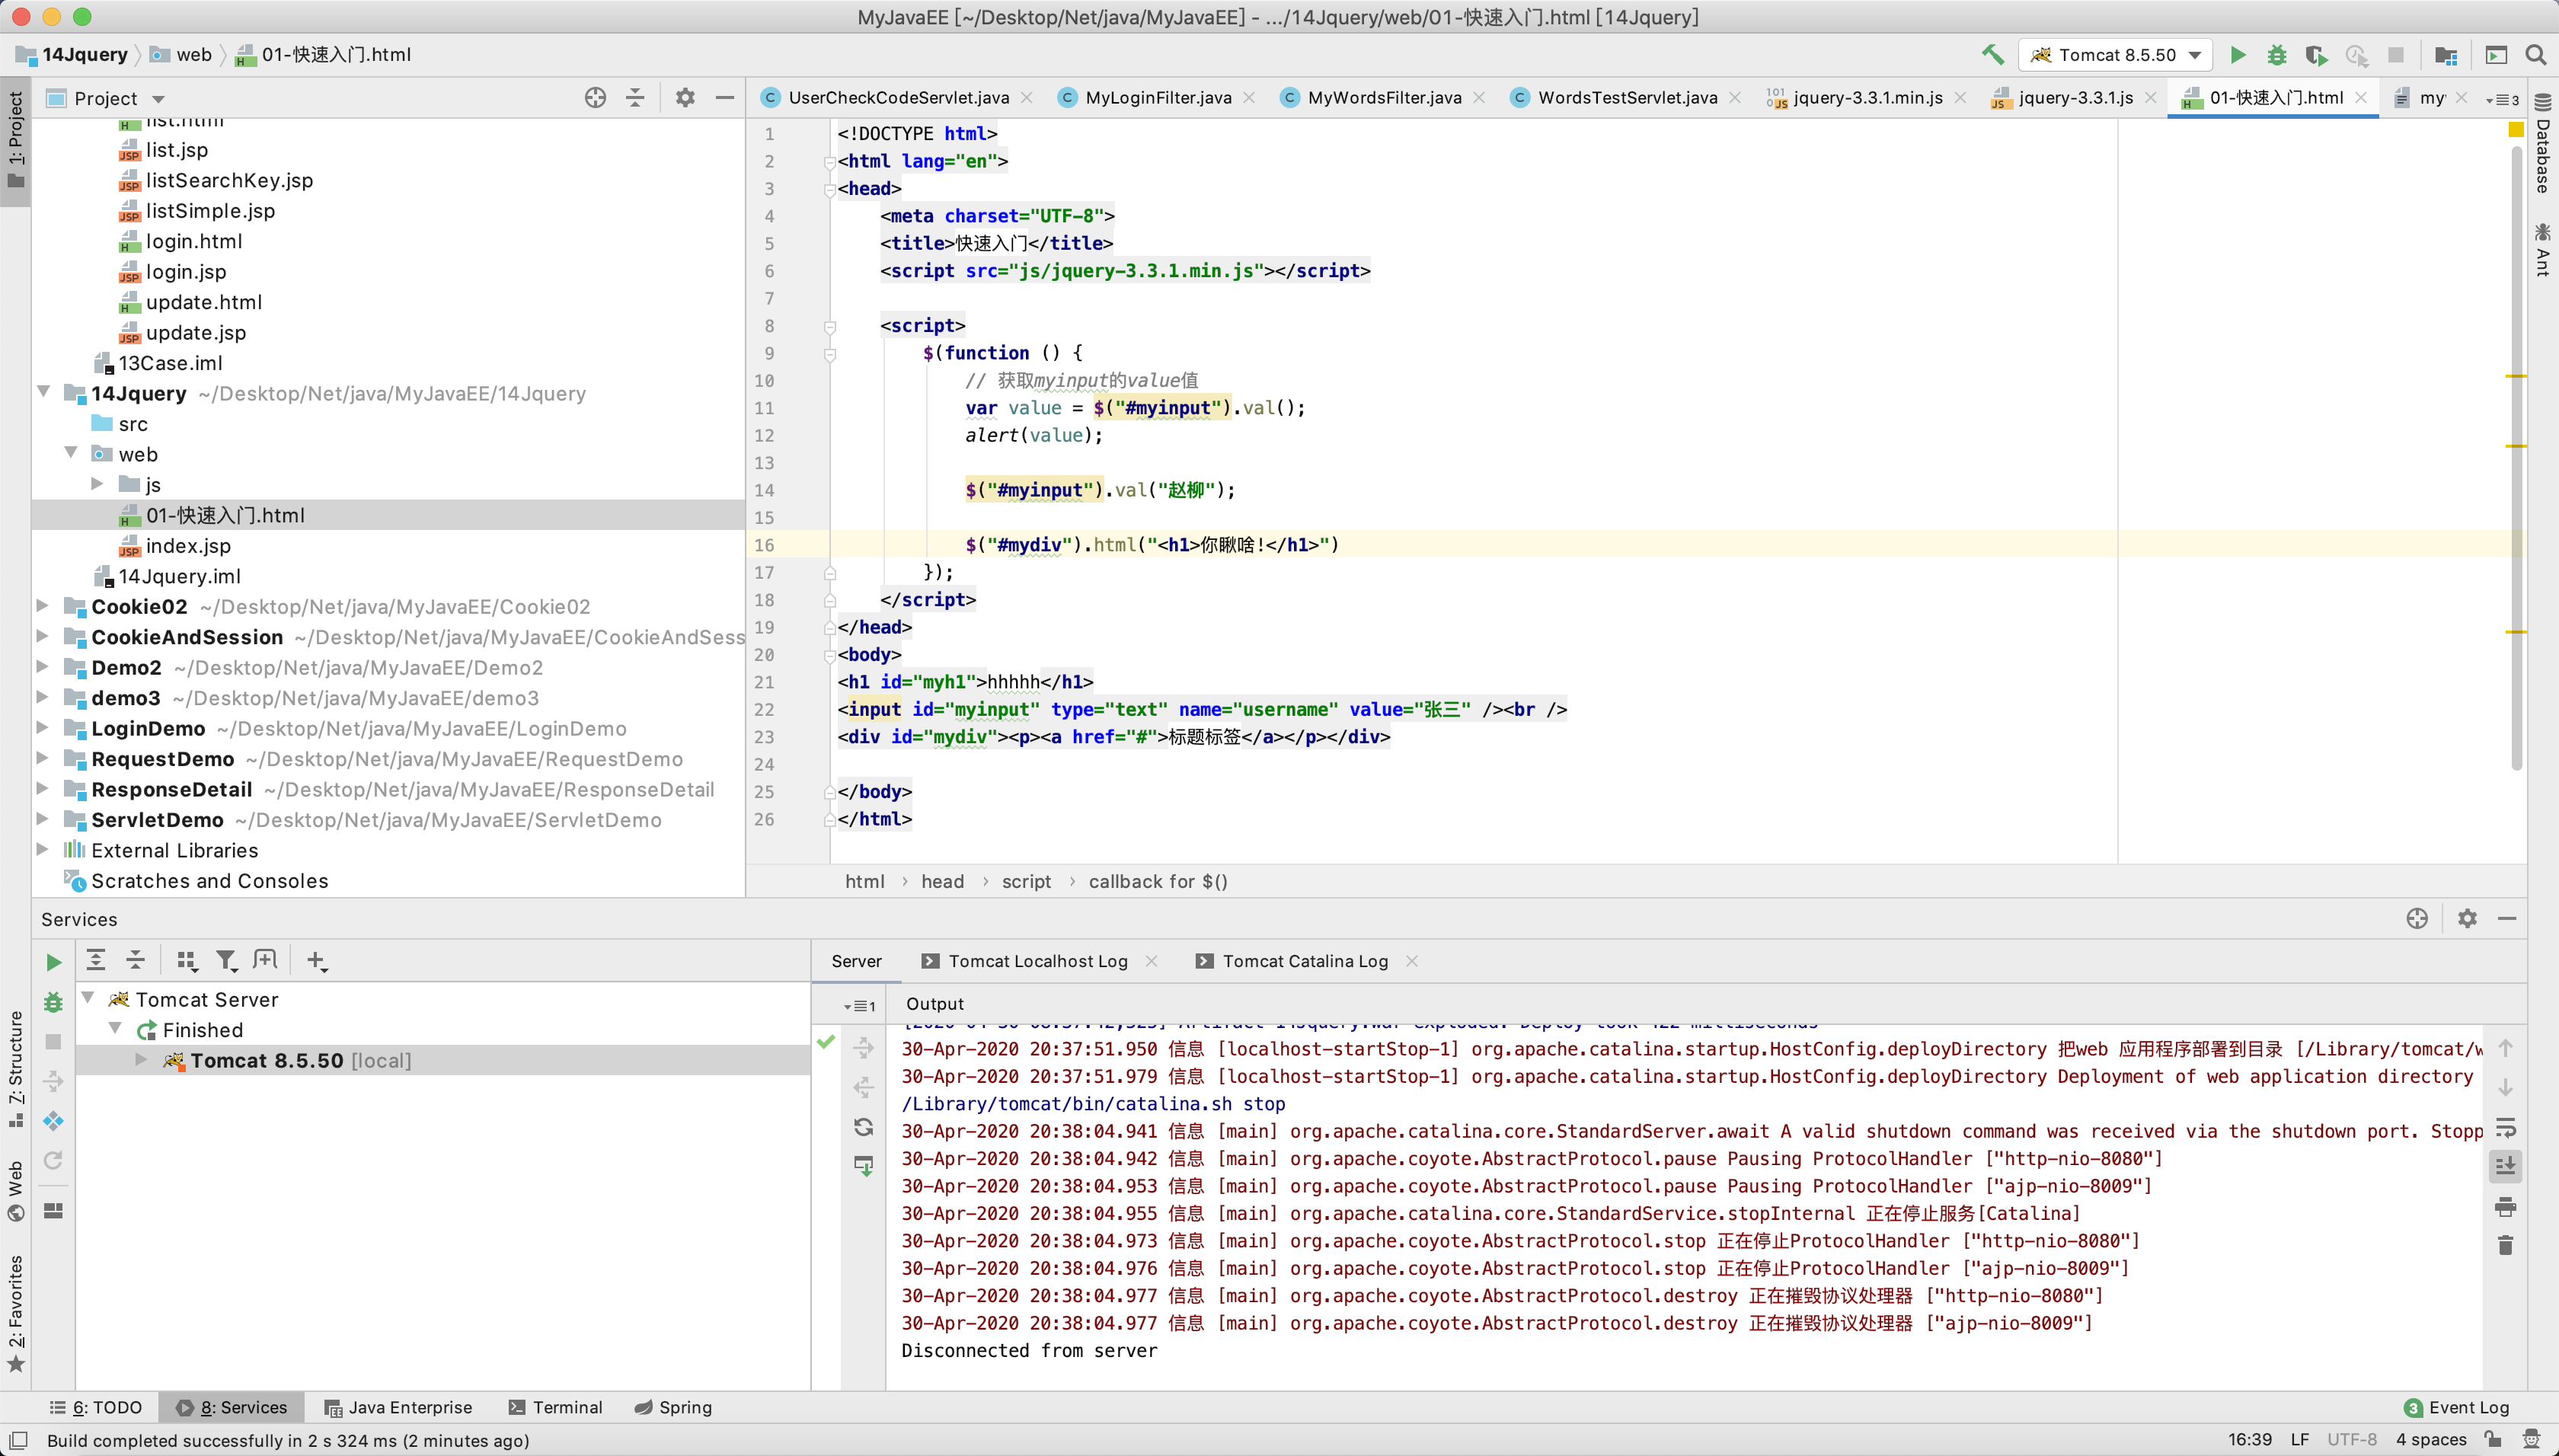 MyJavaEE [~/Desktop/Net/java/MyJavaEE] - .../14Jquery/web/01-快速入门.html [14Jquery]
14Jquery web 01-快速入门.html
Tomcat 8.5.50
Project
UserCheckCodeServlet.java MyLoginFilter.java MyWordsFilter.java WordsTestServlet.java jquery-3.3.1.min.js jquery-3.3.1.js 01-快速入门.html my 3
1: Project
7: Structure
Web
2: Favorites
Database
Ant
list.html
list.jsp
listSearchKey.jsp
listSimple.jsp
login.html
login.jsp
update.html
update.jsp
13Case.iml
14Jquery ~/Desktop/Net/java/MyJavaEE/14Jquery
src
web
js
01-快速入门.html
index.jsp
14Jquery.iml
Cookie02 ~/Desktop/Net/java/MyJavaEE/Cookie02
CookieAndSession ~/Desktop/Net/java/MyJavaEE/CookieAndSess
Demo2 ~/Desktop/Net/java/MyJavaEE/Demo2
demo3 ~/Desktop/Net/java/MyJavaEE/demo3
LoginDemo ~/Desktop/Net/java/MyJavaEE/LoginDemo
RequestDemo ~/Desktop/Net/java/MyJavaEE/RequestDemo
ResponseDetail ~/Desktop/Net/java/MyJavaEE/ResponseDetail
ServletDemo ~/Desktop/Net/java/MyJavaEE/ServletDemo
External Libraries
Scratches and Consoles
1 <!DOCTYPE html>
2 <html lang="en">
3 <head>
4 <meta charset="UTF-8">
5 <title>快速入门</title>
6 <script src="js/jquery-3.3.1.min.js"></script>
7
8 <script>
9 $(function () {
10 // 获取myinput的value值
11 var value = $("#myinput").val();
12 alert(value);
13
14 $("#myinput").val("赵柳");
15
16 $("#mydiv").html("<h1>你瞅啥!</h1>")
17 });
18 </script>
19 </head>
20 <body>
21 <h1 id="myh1">hhhhh</h1>
22 <input id="myinput" type="text" name="username" value="张三" /><br />
23 <div id="mydiv"><p><a href="#">标题标签</a></p></div>
24
25 </body>
26 </html>
html › head › script › callback for $()
Services
Tomcat Server
Finished
Tomcat 8.5.50 [local]
Server Tomcat Localhost Log Tomcat Catalina Log
1 Output
[2020-04-30 08:37:42,523] Artifact 14Jquery:war exploded: Deploy took 422 milliseconds
30-Apr-2020 20:37:51.950 信息 [localhost-startStop-1] org.apache.catalina.startup.HostConfig.deployDirectory 把web 应用程序部署到目录 [/Library/tomcat/w
30-Apr-2020 20:37:51.979 信息 [localhost-startStop-1] org.apache.catalina.startup.HostConfig.deployDirectory Deployment of web application directory
/Library/tomcat/bin/catalina.sh stop
30-Apr-2020 20:38:04.941 信息 [main] org.apache.catalina.core.StandardServer.await A valid shutdown command was received via the shutdown port. Stopp
30-Apr-2020 20:38:04.942 信息 [main] org.apache.coyote.AbstractProtocol.pause Pausing ProtocolHandler ["http-nio-8080"]
30-Apr-2020 20:38:04.953 信息 [main] org.apache.coyote.AbstractProtocol.pause Pausing ProtocolHandler ["ajp-nio-8009"]
30-Apr-2020 20:38:04.955 信息 [main] org.apache.catalina.core.StandardService.stopInternal 正在停止服务[Catalina]
30-Apr-2020 20:38:04.973 信息 [main] org.apache.coyote.AbstractProtocol.stop 正在停止ProtocolHandler ["http-nio-8080"]
30-Apr-2020 20:38:04.976 信息 [main] org.apache.coyote.AbstractProtocol.stop 正在停止ProtocolHandler ["ajp-nio-8009"]
30-Apr-2020 20:38:04.977 信息 [main] org.apache.coyote.AbstractProtocol.destroy 正在摧毁协议处理器 ["http-nio-8080"]
30-Apr-2020 20:38:04.977 信息 [main] org.apache.coyote.AbstractProtocol.destroy 正在摧毁协议处理器 ["ajp-nio-8009"]
Disconnected from server
6: TODO 8: Services Java Enterprise Terminal Spring 3 Event Log
Build completed successfully in 2 s 324 ms (2 minutes ago) 16:39 LF UTF-8 4 spaces